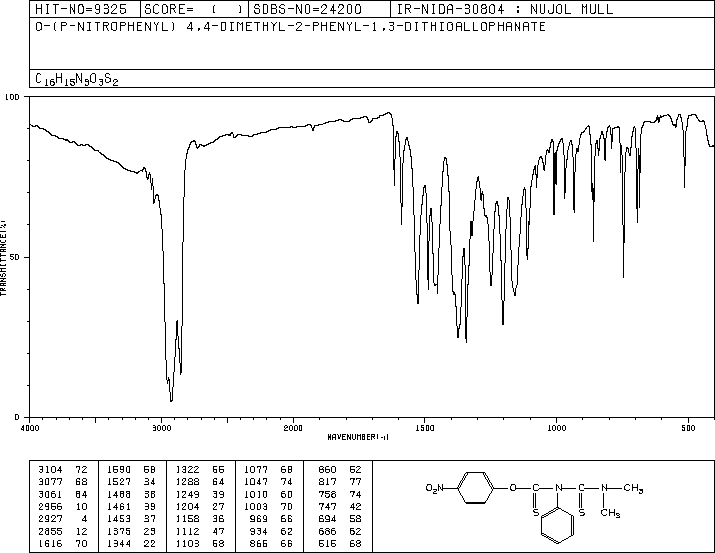 HIT-NO=9325 SCORE= ( ) SDBS-NO=24200 IR-NIDA-30804 : NUJOL MULL
O-(P-NITROPHENYL) 4,4-DIMETHYL-2-PHENYL-1,3-DITHIOALLOPHANATE
C16H15N3O3S2
100
50
0
TRANSMITTANCE(%)
4000 3000 2000 1500 1000 500
WAVENUMBER(-1)
3104 72 1590 58 1322 55 1077 68 860 52
3077 68 1527 34 1288 64 1047 74 817 77
3061 64 1488 38 1249 39 1010 60 758 74
2956 10 1461 39 1204 27 1003 70 747 42
2927 4 1453 37 1158 36 969 66 694 58
2855 12 1375 23 1112 47 934 62 686 62
1616 70 1344 22 1103 68 866 66 515 68
O2N O C N C N CH3
S S CH3